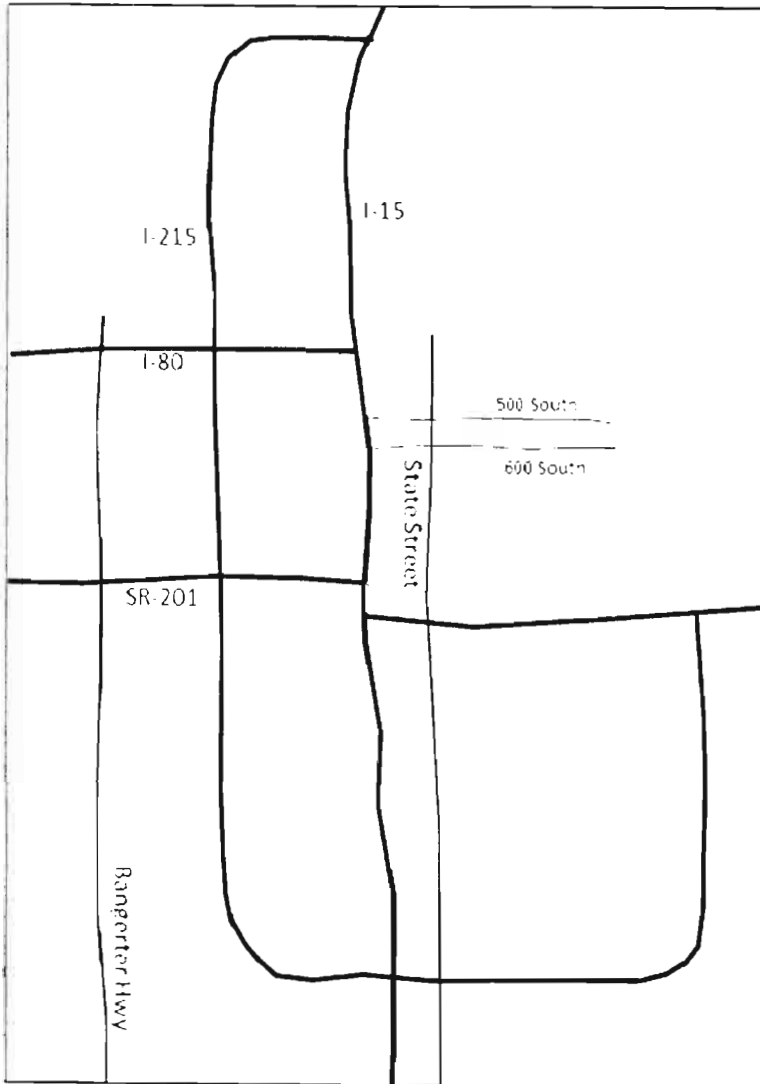 I-15
I-215
I-80
500 South
600 South
State Street
SR-201
Bangerter Hwy